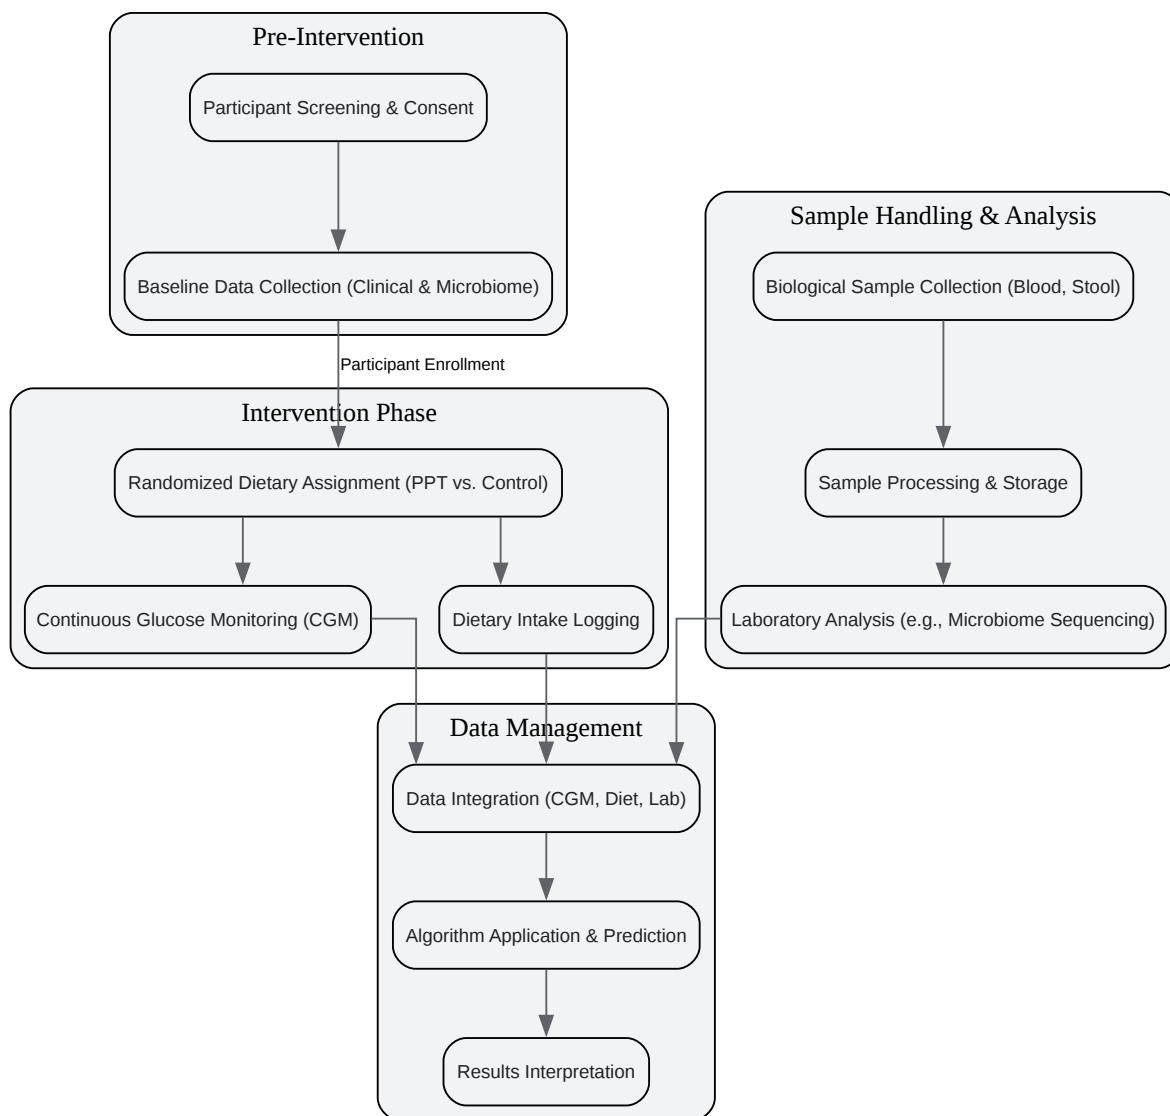 Pre-Intervention
Participant Screening & Consent
Baseline Data Collection (Clinical & Microbiome)
Participant Enrollment
Intervention Phase
Randomized Dietary Assignment (PPT vs. Control)
Continuous Glucose Monitoring (CGM)
Dietary Intake Logging
Sample Handling & Analysis
Biological Sample Collection (Blood, Stool)
Sample Processing & Storage
Laboratory Analysis (e.g., Microbiome Sequencing)
Data Management
Data Integration (CGM, Diet, Lab)
Algorithm Application & Prediction
Results Interpretation